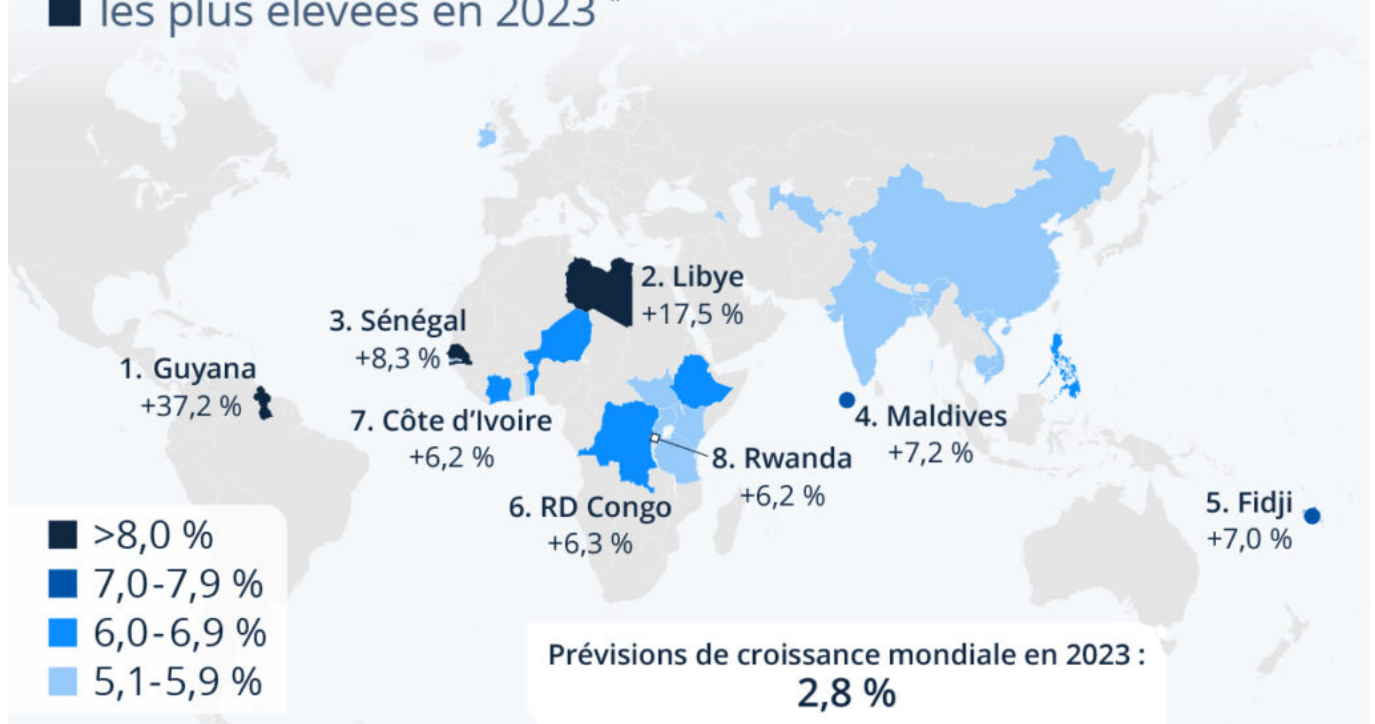 les plus élevées en 2023 *
2. Libye
+17,5 %
3. Sénégal
+8,3 %
1. Guyana
+37,2 %
7. Côte d’Ivoire
+6,2 %
4. Maldives
+7,2 %
8. Rwanda
+6,2 %
6. RD Congo
+6,3 %
5. Fidji
+7,0 %
>8,0 %
7,0-7,9 %
6,0-6,9 %
5,1-5,9 %
Prévisions de croissance mondiale en 2023 :
2,8 %